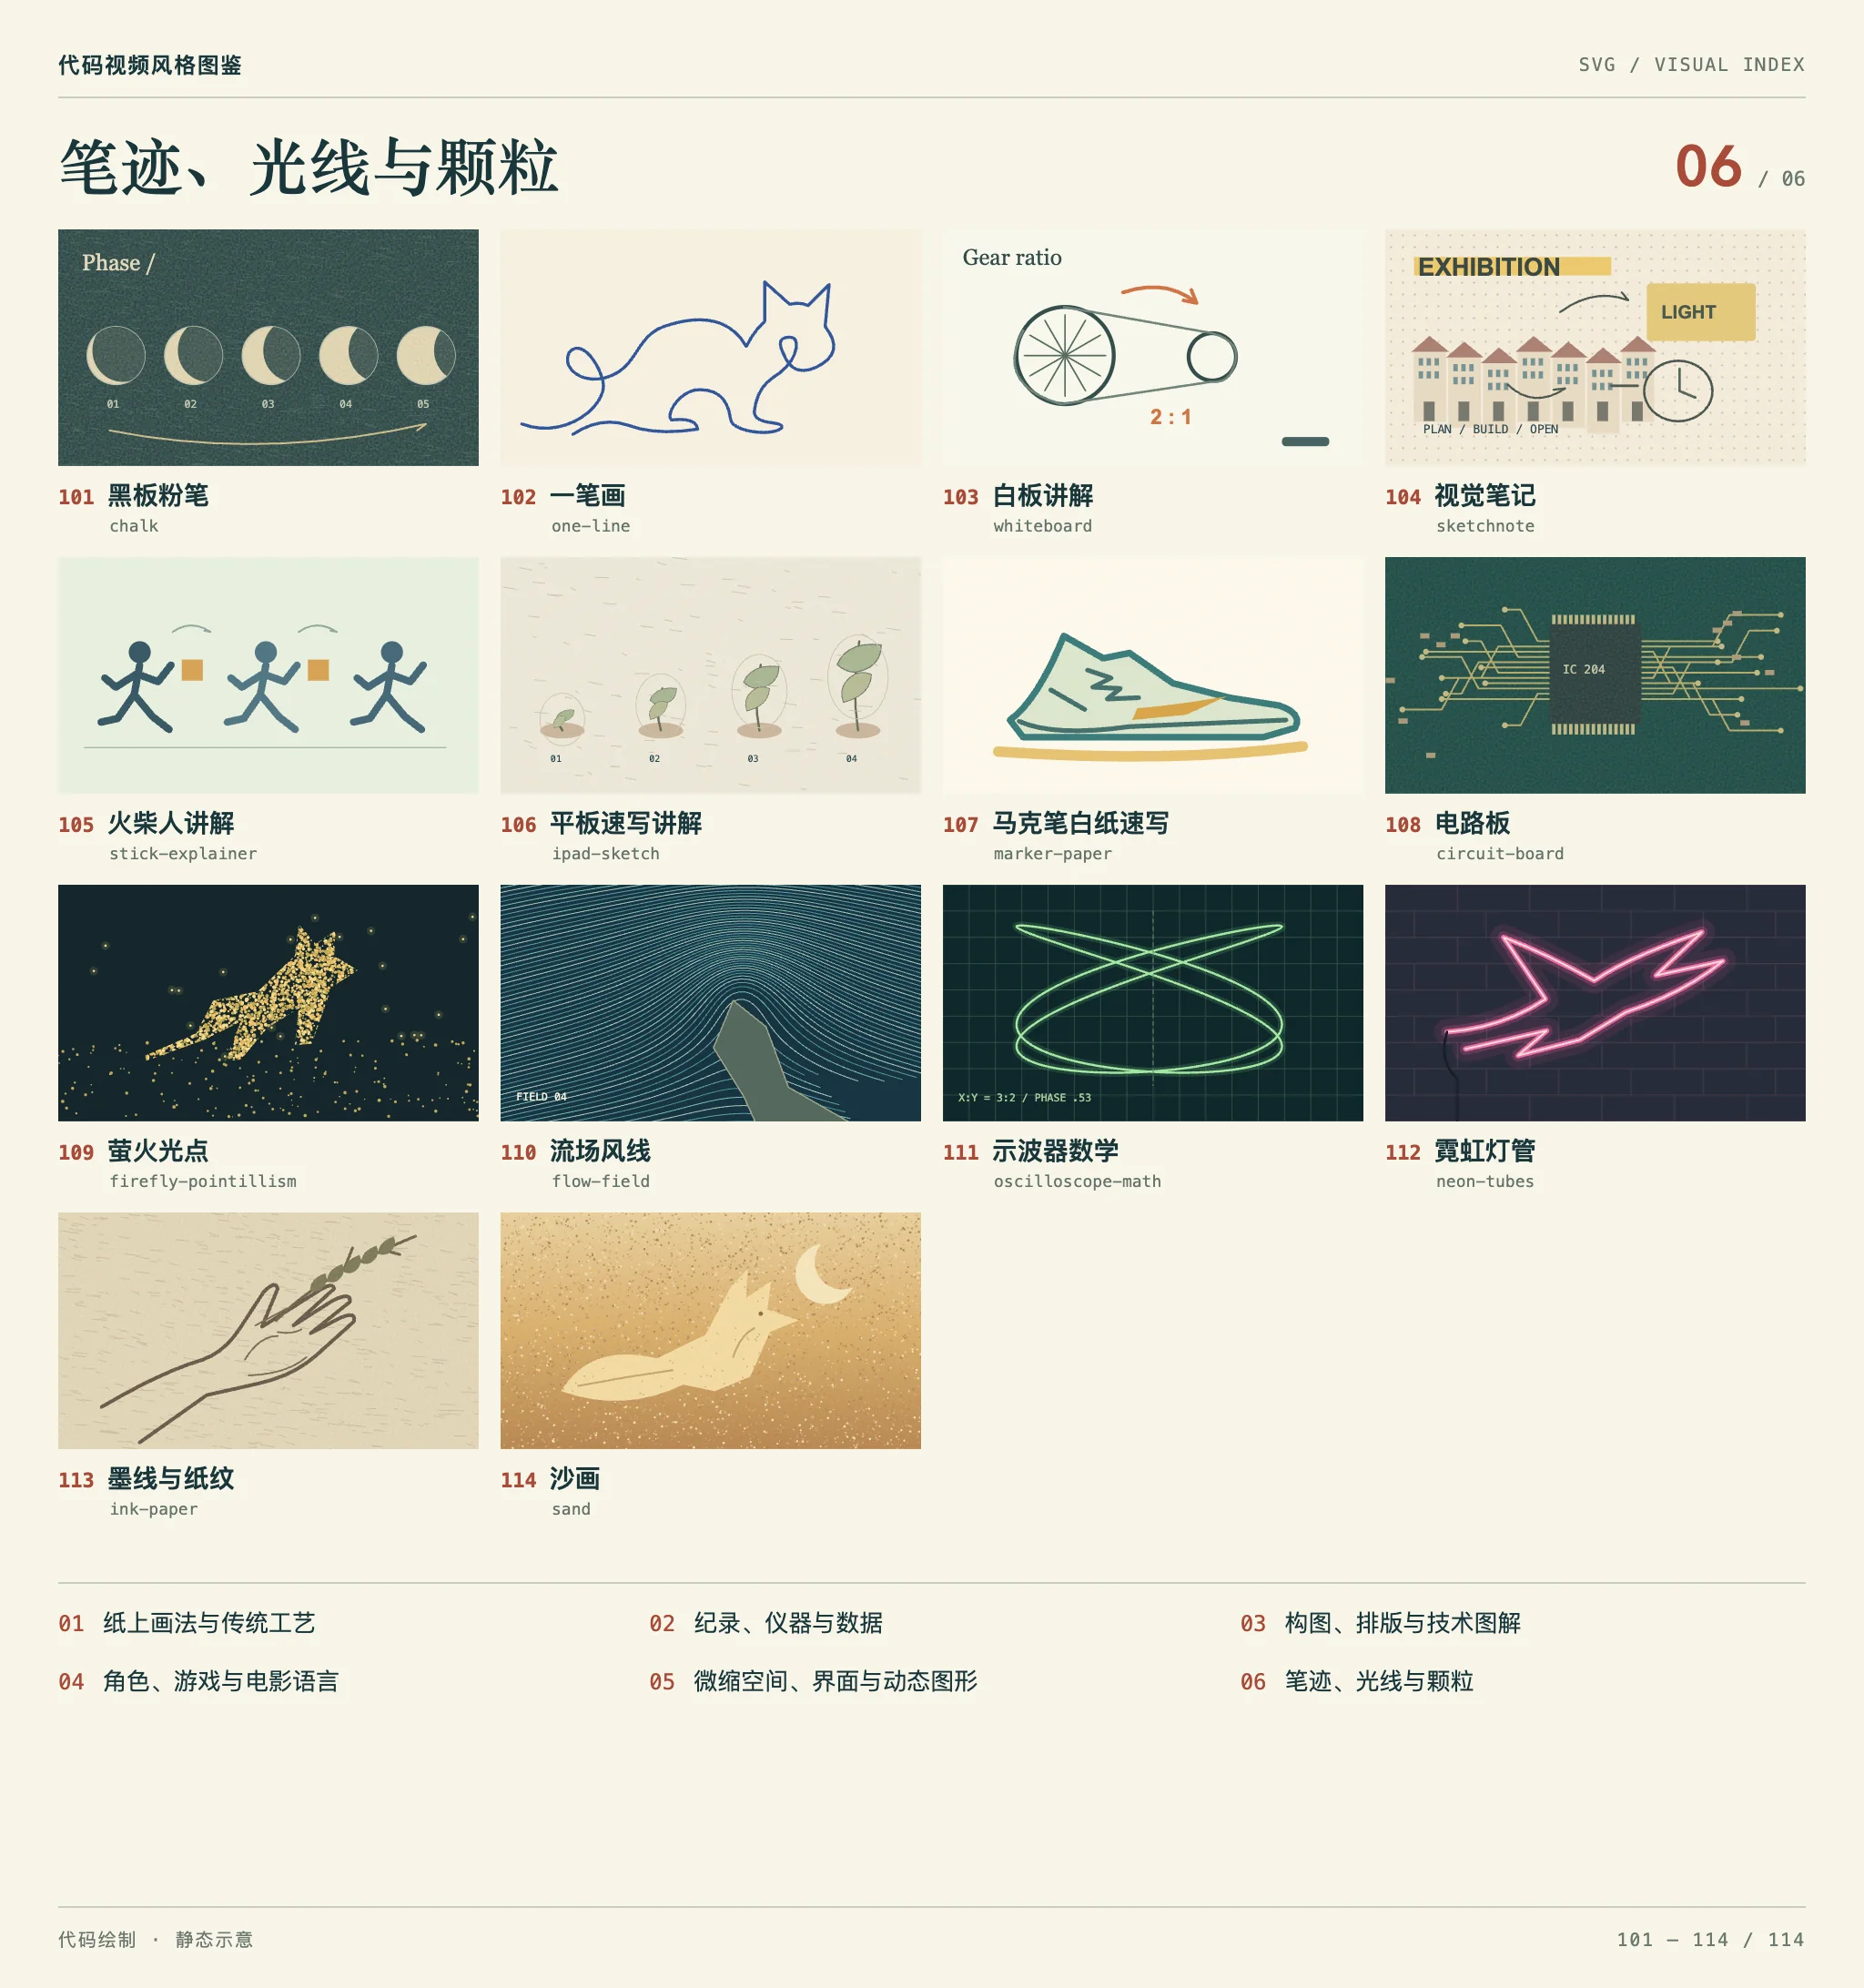 代码视频风格图鉴
SVG / VISUAL INDEX
笔迹、光线与颗粒
06 / 06
Phase /
01 02 03 04 05
101 黑板粉笔
chalk
102 一笔画
one-line
Gear ratio
2:1
103 白板讲解
whiteboard
EXHIBITION
LIGHT
PLAN / BUILD / OPEN
104 视觉笔记
sketchnote
105 火柴人讲解
stick-explainer
01 02 03 04
106 平板速写讲解
ipad-sketch
107 马克笔白纸速写
marker-paper
IC 204
108 电路板
circuit-board
109 萤火光点
firefly-pointillism
FIELD 04
110 流场风线
flow-field
X:Y = 3:2 / PHASE .53
111 示波器数学
oscilloscope-math
112 霓虹灯管
neon-tubes
113 墨线与纸纹
ink-paper
114 沙画
sand
01 纸上画法与传统工艺
02 纪录、仪器与数据
03 构图、排版与技术图解
04 角色、游戏与电影语言
05 微缩空间、界面与动态图形
06 笔迹、光线与颗粒
代码绘制 · 静态示意
101 — 114 / 114